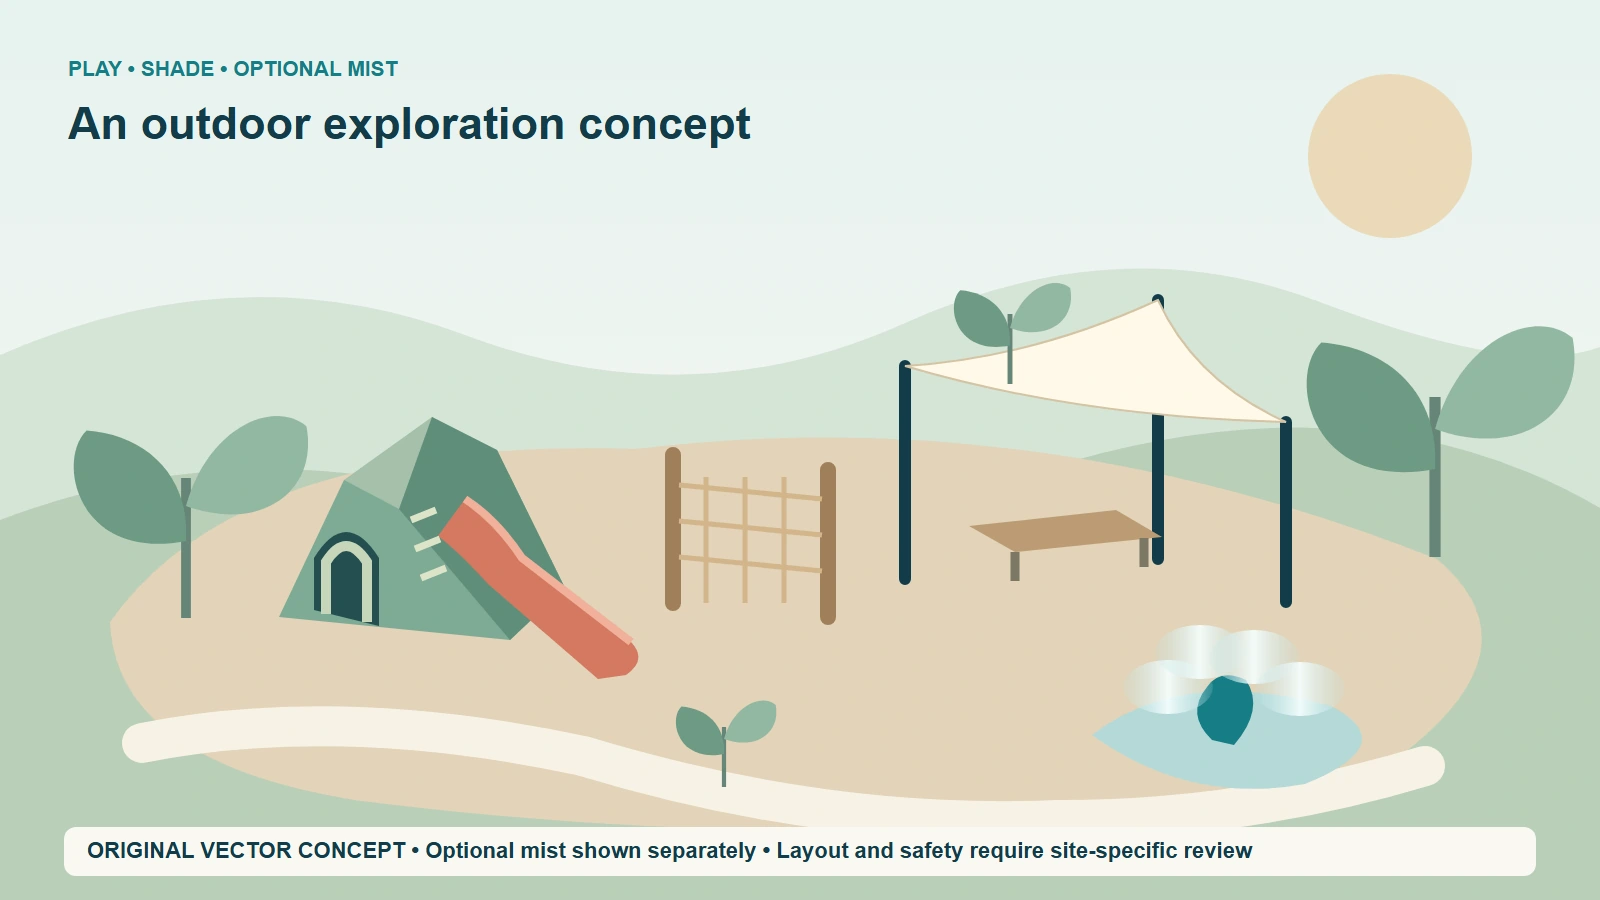 PLAY • SHADE • OPTIONAL MIST
An outdoor exploration concept
ORIGINAL VECTOR CONCEPT • Optional mist shown separately • Layout and safety require site-specific review